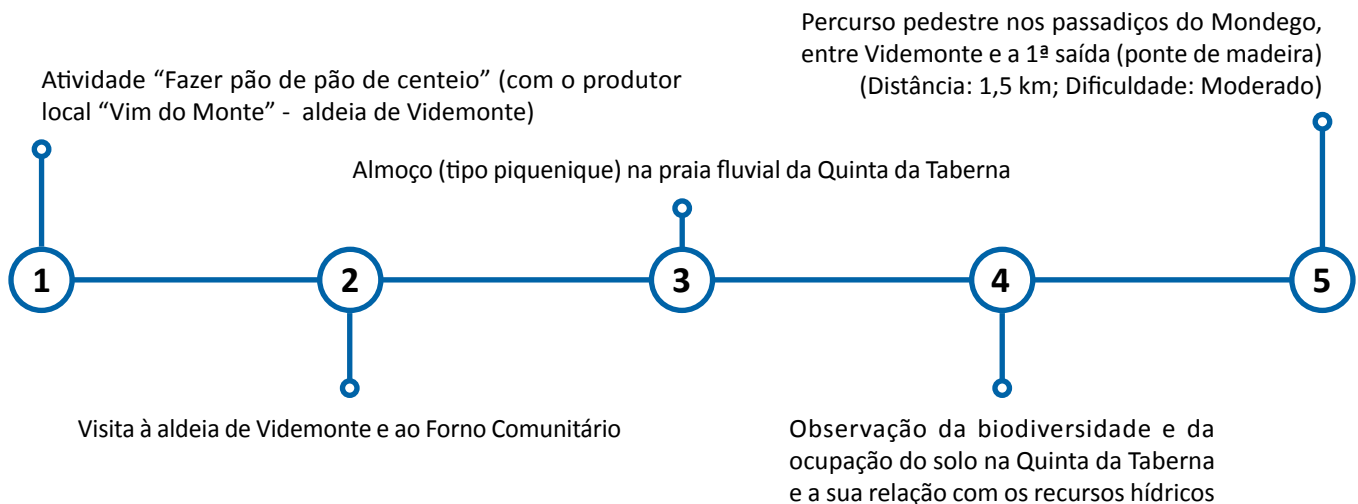 Atividade “Fazer pão de pão de centeio” (com o produtor
local “Vim do Monte” - aldeia de Videmonte)
1
Visita à aldeia de Videmonte e ao Forno Comunitário
2
Almoço (tipo piquenique) na praia fluvial da Quinta da Taberna
3
Observação da biodiversidade e da
ocupação do solo na Quinta da Taberna
e a sua relação com os recursos hídricos
4
Percurso pedestre nos passadiços do Mondego,
entre Videmonte e a 1ª saída (ponte de madeira)
(Distância: 1,5 km; Dificuldade: Moderado)
5